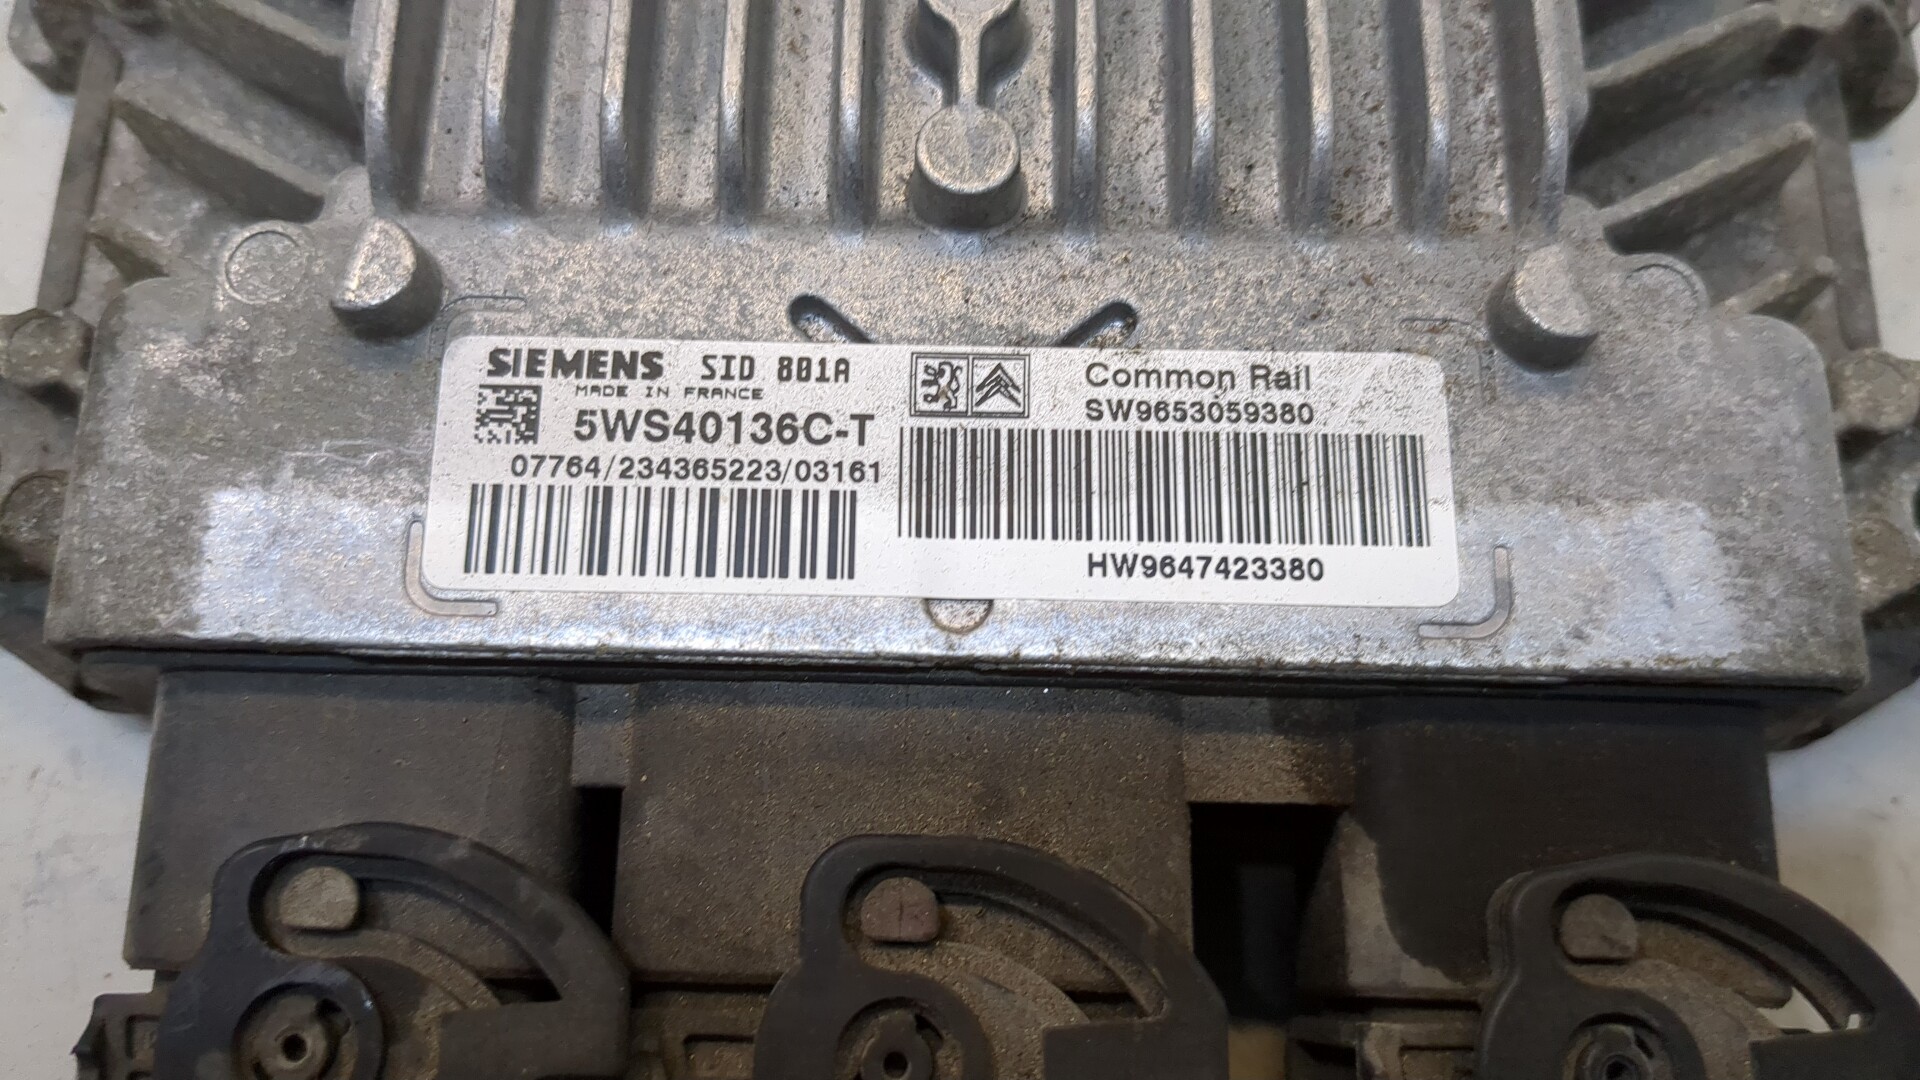 SIEMENS SID 801A
MADE IN FRANCE
5WS40136C-T
07764/234365223/03161
Common Rail
SW9653059380
HW9647423380